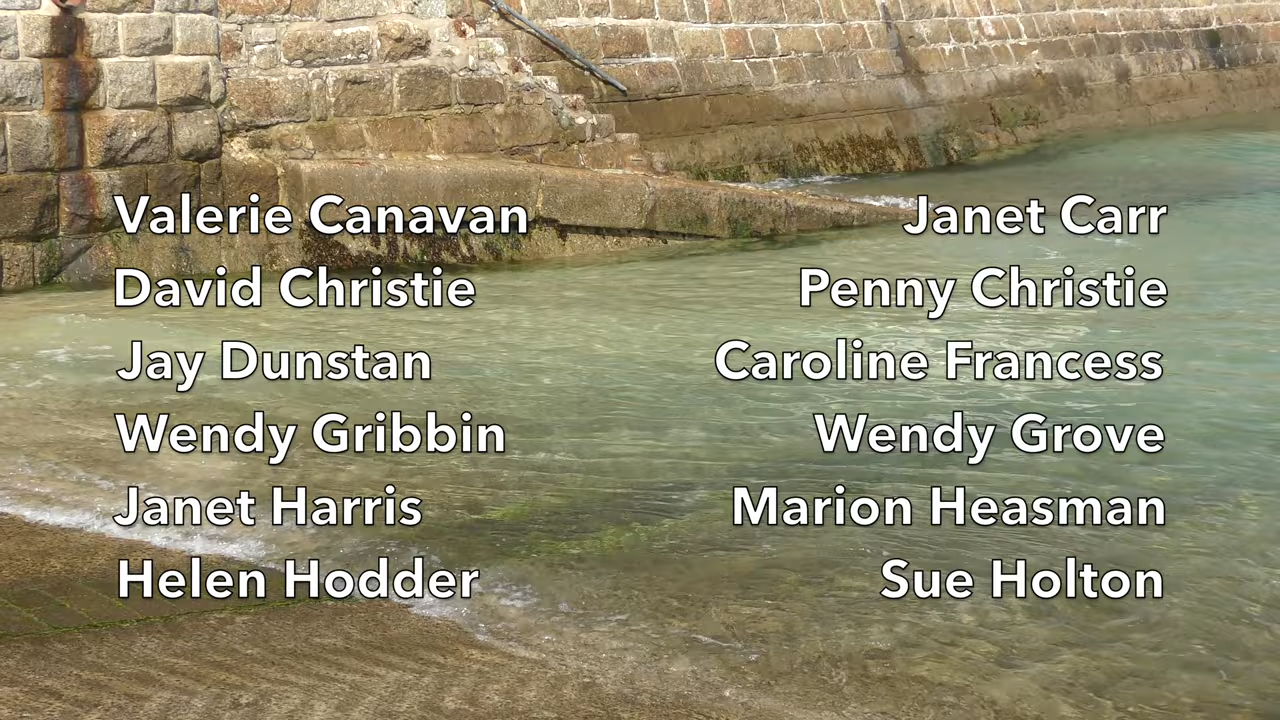 Valerie Canavan
Janet Carr
David Christie
Penny Christie
Jay Dunstan
Caroline Francess
Wendy Gribbin
Wendy Grove
Janet Harris
Marion Heasman
Helen Hodder
Sue Holton